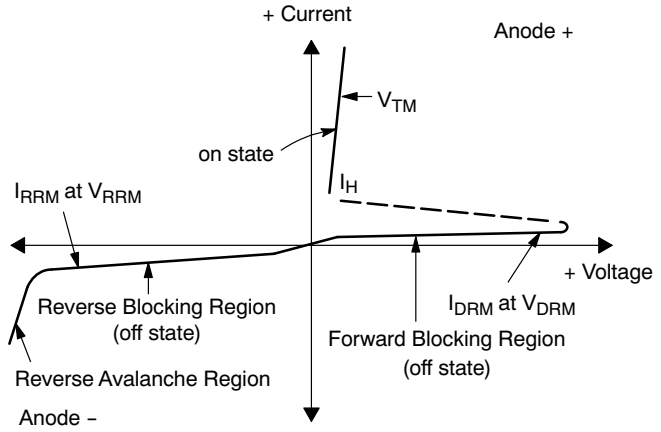 + Current
Anode +
V_TM
on state
I_H
I_RRM at V_RRM
+ Voltage
Reverse Blocking Region
(off state)
I_DRM at V_DRM
Forward Blocking Region
(off state)
Reverse Avalanche Region
Anode –